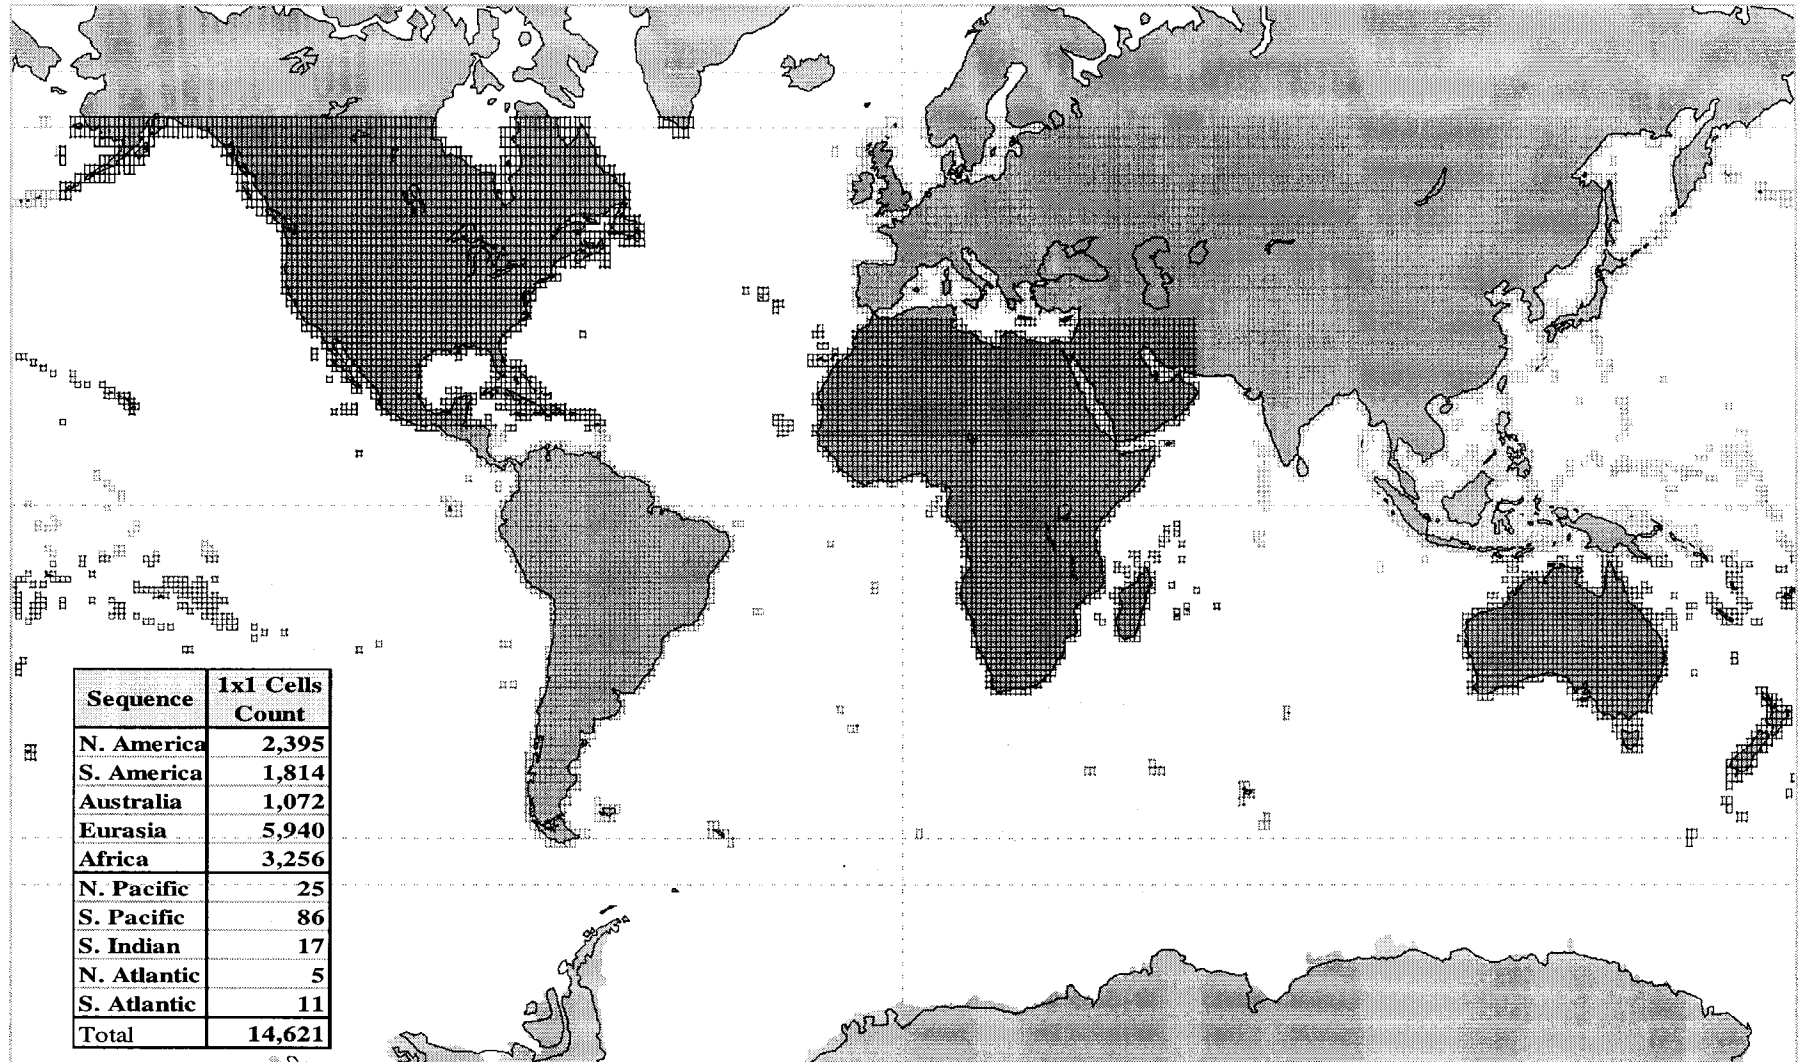 Sequence 1x1 Cells Count
N. America 2,395
S. America 1,814
Australia 1,072
Eurasia 5,940
Africa 3,256
N. Pacific 25
S. Pacific 86
S. Indian 17
N. Atlantic 5
S. Atlantic 11
Total 14,621